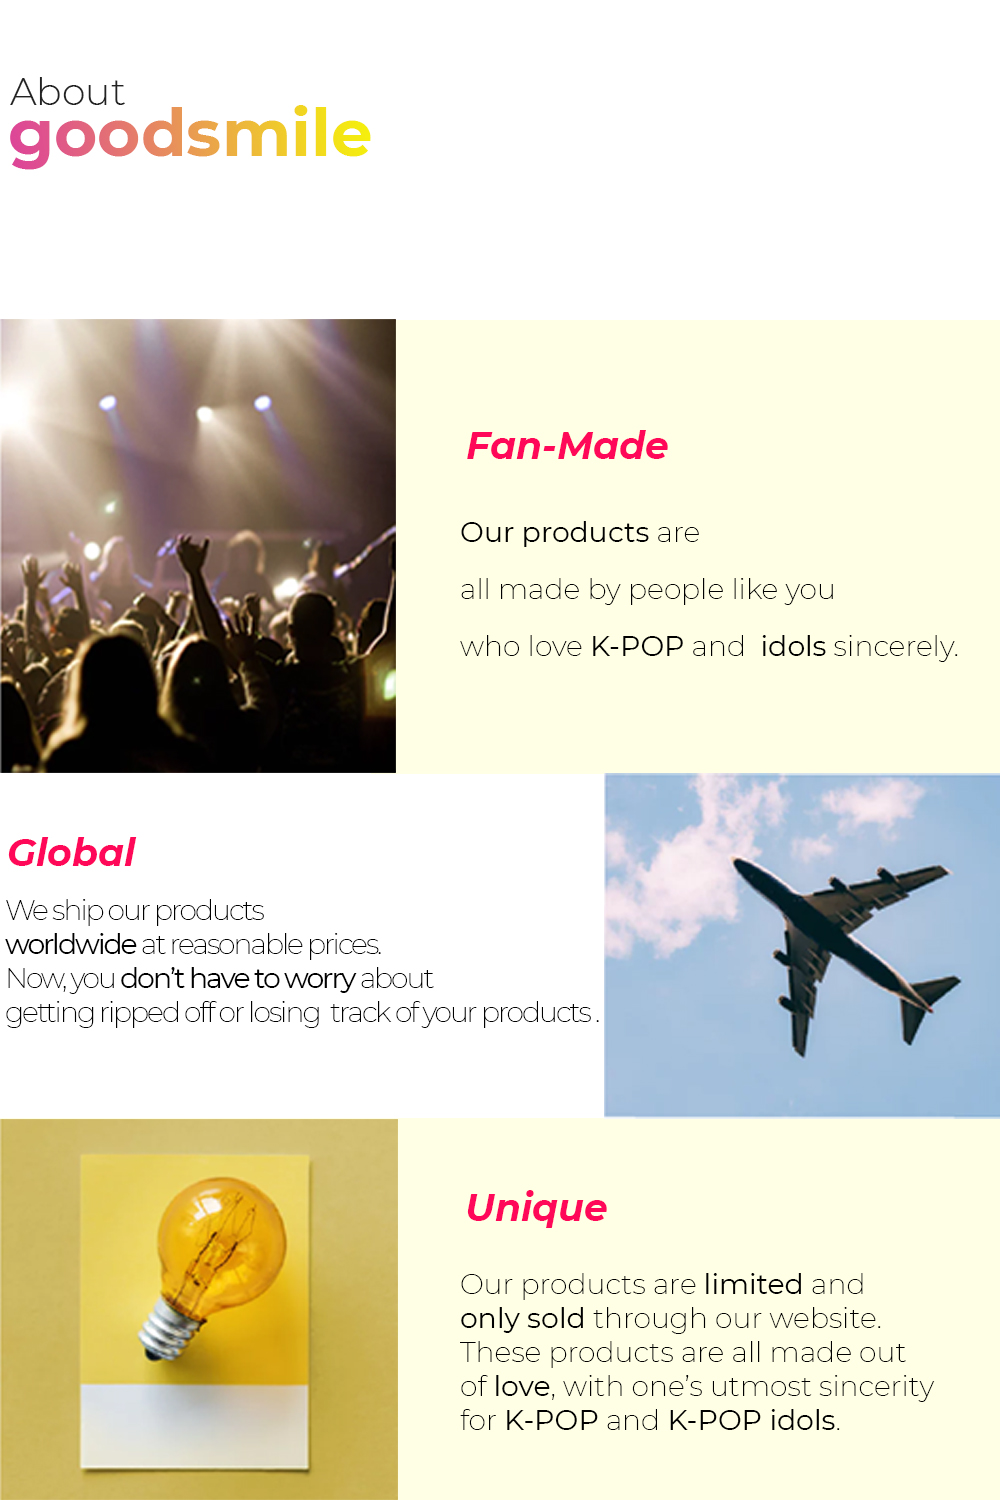 About
goodsmile
Fan-Made
Our products are
all made by people like you
who love K-POP and idols sincerely.
Global
We ship our products
worldwide at reasonable prices.
Now, you don't have to worry about
getting ripped off or losing track of your products .
Unique
Our products are limited and
only sold through our website.
These products are all made out
of love, with one's utmost sincerity
for K-POP and K-POP idols.